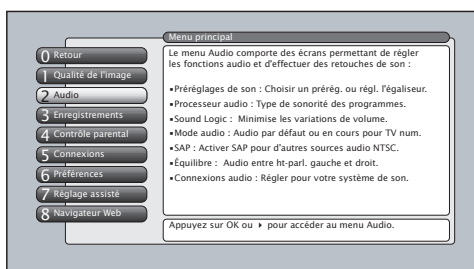 Menu principal
0 Retour
1 Qualité de l'image
2 Audio
3 Enregistrements
4 Contrôle parental
5 Connexions
6 Préférences
7 Réglage assisté
8 Navigateur Web
Le menu Audio comporte des écrans permettant de régler
les fonctions audio et d'effectuer des retouches de son :
▪Préréglages de son : Choisir un prérég. ou régl. l'égaliseur.
▪Processeur audio : Type de sonorité des programmes.
▪Sound Logic : Minimise les variations de volume.
▪Mode audio : Audio par défaut ou en cours pour TV num.
▪SAP : Activer SAP pour d'autres sources audio NTSC.
▪Équilibre : Audio entre ht-parl. gauche et droit.
▪Connexions audio : Régler pour votre système de son.
Appuyez sur OK ou ▸ pour accéder au menu Audio.